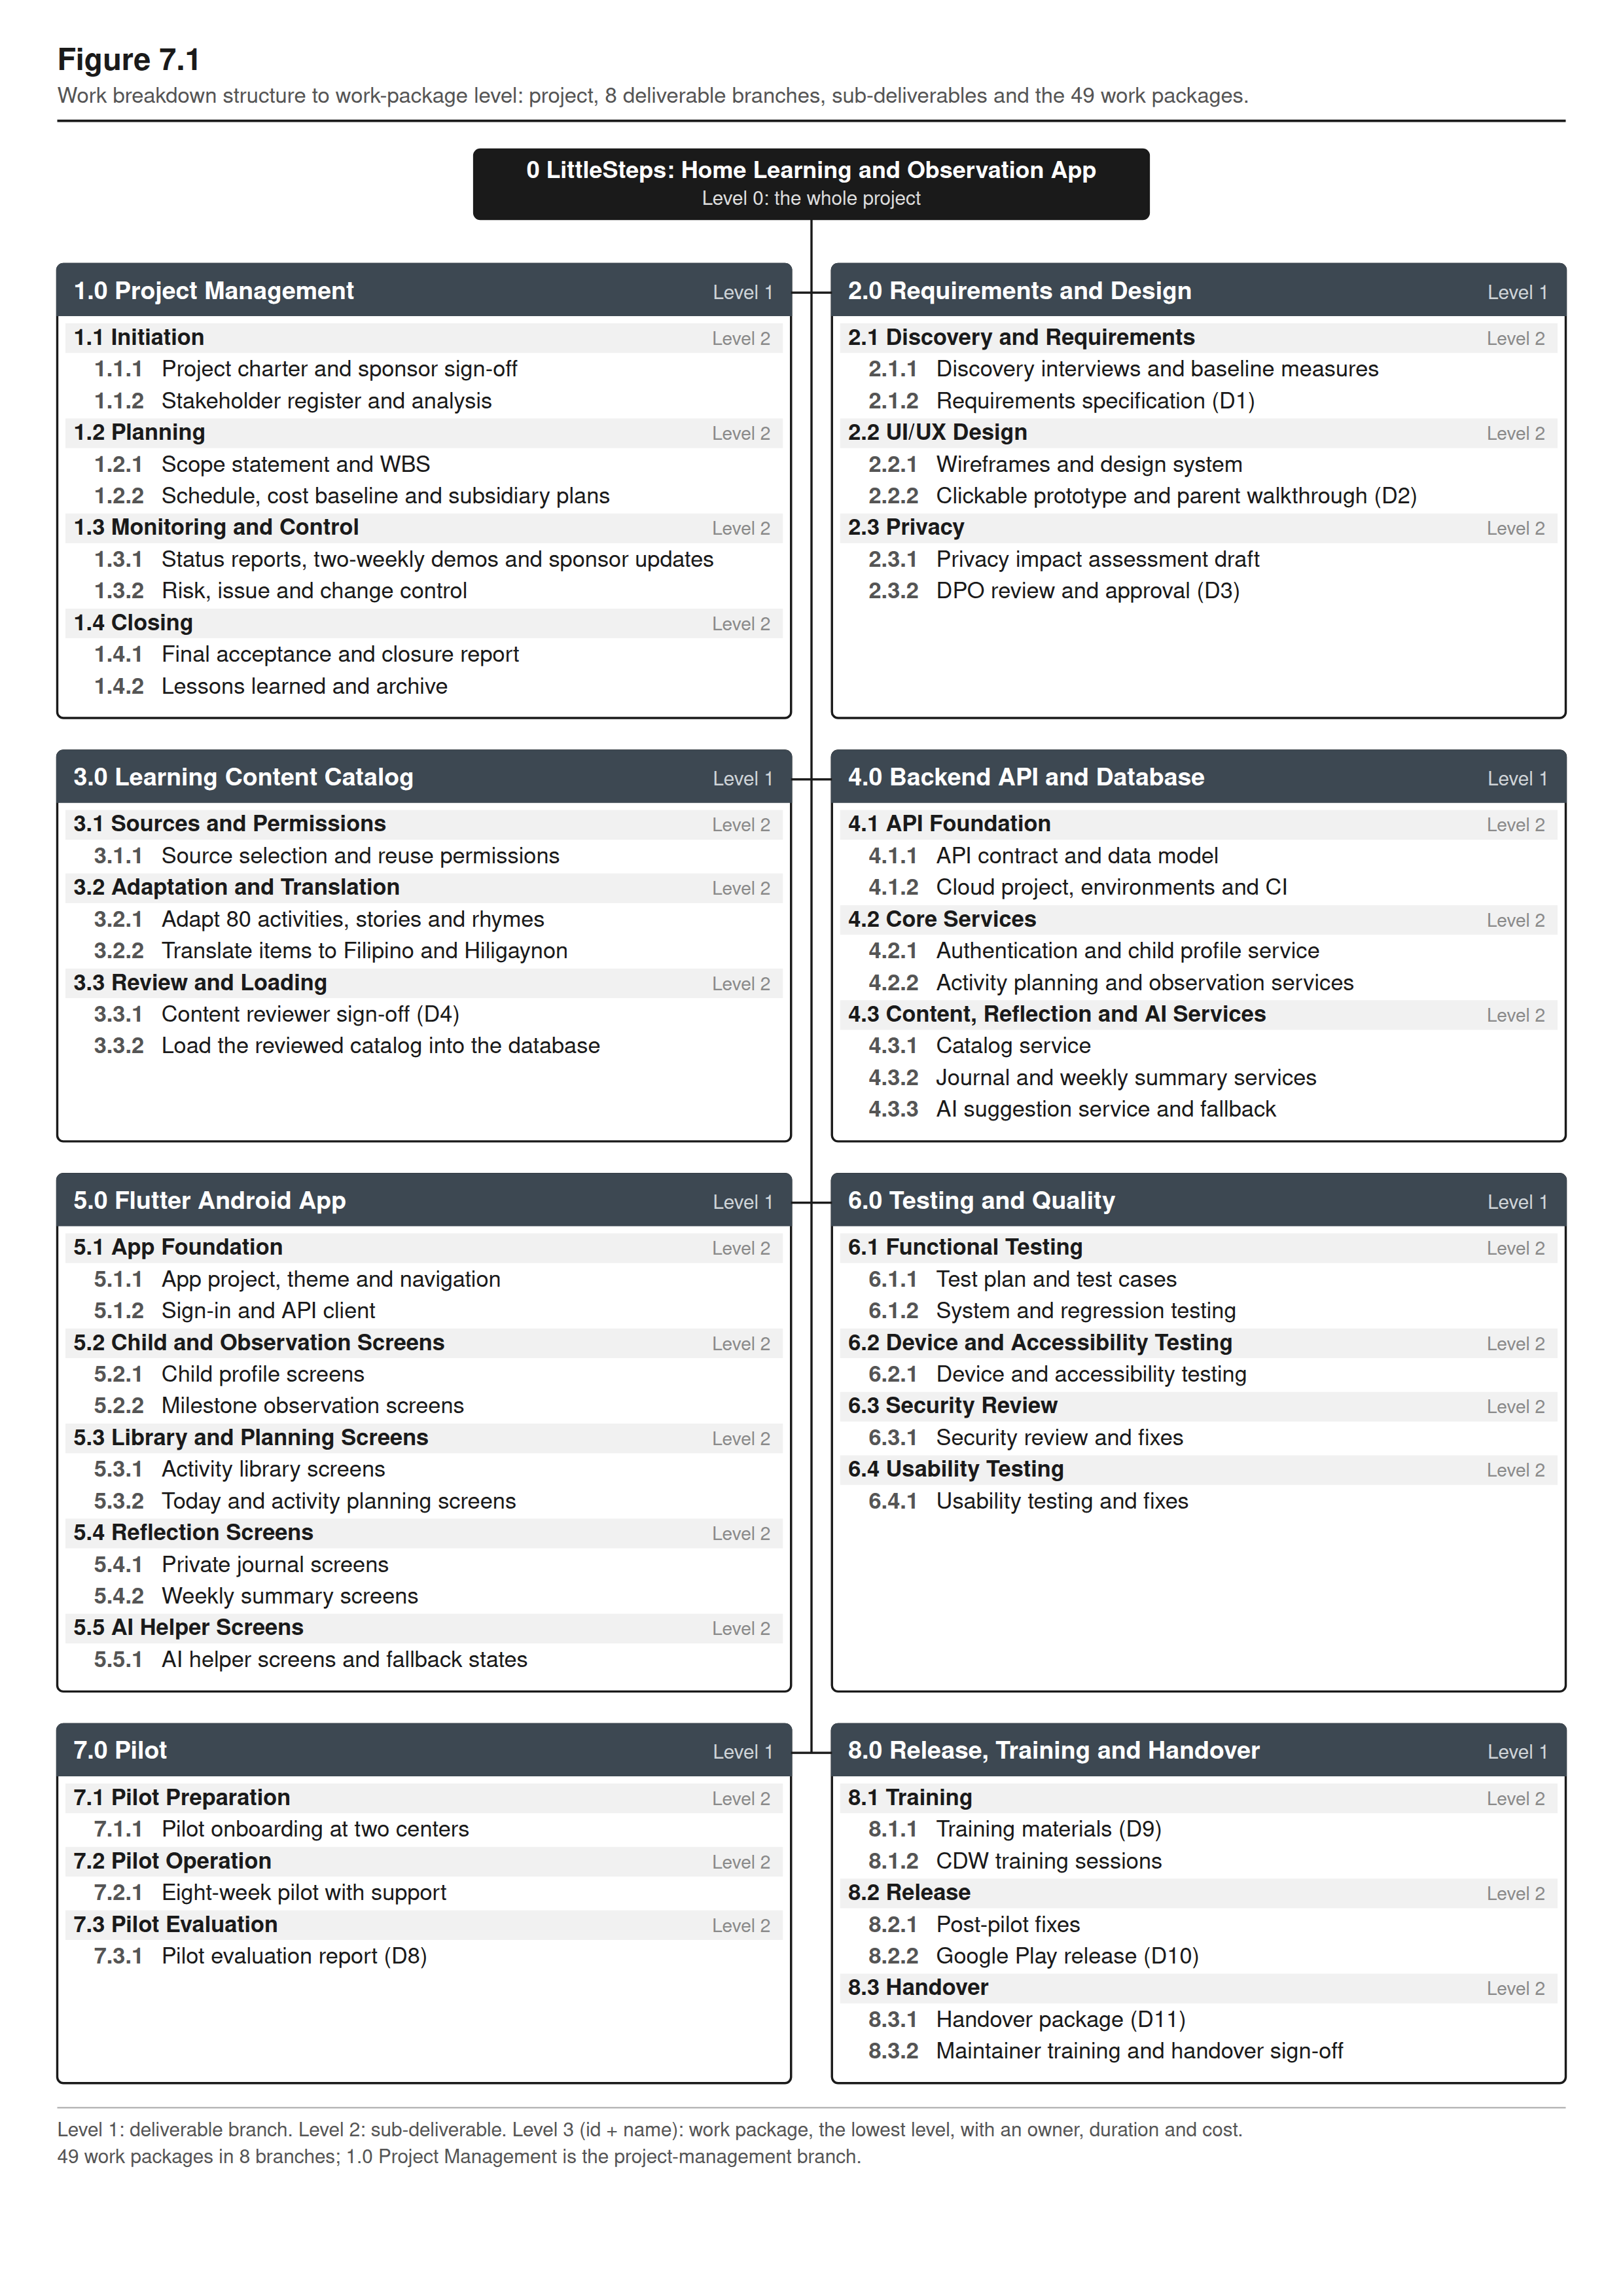 Figure 7.1
Work breakdown structure to work-package level: project, 8 deliverable branches, sub-deliverables and the 49 work packages.
0 LittleSteps: Home Learning and Observation App
Level 0: the whole project
1.0 Project Management Level 1
1.1 Initiation Level 2
1.1.1 Project charter and sponsor sign-off
1.1.2 Stakeholder register and analysis
1.2 Planning Level 2
1.2.1 Scope statement and WBS
1.2.2 Schedule, cost baseline and subsidiary plans
1.3 Monitoring and Control Level 2
1.3.1 Status reports, two-weekly demos and sponsor updates
1.3.2 Risk, issue and change control
1.4 Closing Level 2
1.4.1 Final acceptance and closure report
1.4.2 Lessons learned and archive
2.0 Requirements and Design Level 1
2.1 Discovery and Requirements Level 2
2.1.1 Discovery interviews and baseline measures
2.1.2 Requirements specification (D1)
2.2 UI/UX Design Level 2
2.2.1 Wireframes and design system
2.2.2 Clickable prototype and parent walkthrough (D2)
2.3 Privacy Level 2
2.3.1 Privacy impact assessment draft
2.3.2 DPO review and approval (D3)
3.0 Learning Content Catalog Level 1
3.1 Sources and Permissions Level 2
3.1.1 Source selection and reuse permissions
3.2 Adaptation and Translation Level 2
3.2.1 Adapt 80 activities, stories and rhymes
3.2.2 Translate items to Filipino and Hiligaynon
3.3 Review and Loading Level 2
3.3.1 Content reviewer sign-off (D4)
3.3.2 Load the reviewed catalog into the database
4.0 Backend API and Database Level 1
4.1 API Foundation Level 2
4.1.1 API contract and data model
4.1.2 Cloud project, environments and CI
4.2 Core Services Level 2
4.2.1 Authentication and child profile service
4.2.2 Activity planning and observation services
4.3 Content, Reflection and AI Services Level 2
4.3.1 Catalog service
4.3.2 Journal and weekly summary services
4.3.3 AI suggestion service and fallback
5.0 Flutter Android App Level 1
5.1 App Foundation Level 2
5.1.1 App project, theme and navigation
5.1.2 Sign-in and API client
5.2 Child and Observation Screens Level 2
5.2.1 Child profile screens
5.2.2 Milestone observation screens
5.3 Library and Planning Screens Level 2
5.3.1 Activity library screens
5.3.2 Today and activity planning screens
5.4 Reflection Screens Level 2
5.4.1 Private journal screens
5.4.2 Weekly summary screens
5.5 AI Helper Screens Level 2
5.5.1 AI helper screens and fallback states
6.0 Testing and Quality Level 1
6.1 Functional Testing Level 2
6.1.1 Test plan and test cases
6.1.2 System and regression testing
6.2 Device and Accessibility Testing Level 2
6.2.1 Device and accessibility testing
6.3 Security Review Level 2
6.3.1 Security review and fixes
6.4 Usability Testing Level 2
6.4.1 Usability testing and fixes
7.0 Pilot Level 1
7.1 Pilot Preparation Level 2
7.1.1 Pilot onboarding at two centers
7.2 Pilot Operation Level 2
7.2.1 Eight-week pilot with support
7.3 Pilot Evaluation Level 2
7.3.1 Pilot evaluation report (D8)
8.0 Release, Training and Handover Level 1
8.1 Training Level 2
8.1.1 Training materials (D9)
8.1.2 CDW training sessions
8.2 Release Level 2
8.2.1 Post-pilot fixes
8.2.2 Google Play release (D10)
8.3 Handover Level 2
8.3.1 Handover package (D11)
8.3.2 Maintainer training and handover sign-off
Level 1: deliverable branch. Level 2: sub-deliverable. Level 3 (id + name): work package, the lowest level, with an owner, duration and cost.
49 work packages in 8 branches; 1.0 Project Management is the project-management branch.